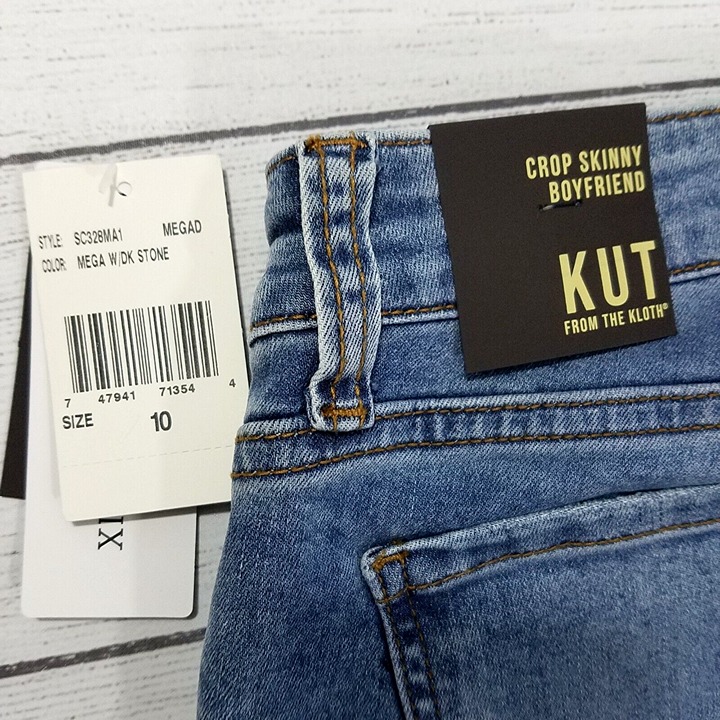 STYLE: SC328MA1 MEGAD
COLOR: MEGA W/DK STONE
7 47941 71354 4
SIZE 10
CROP SKINNY
BOYFRIEND
KUT
FROM THE KLOTH®